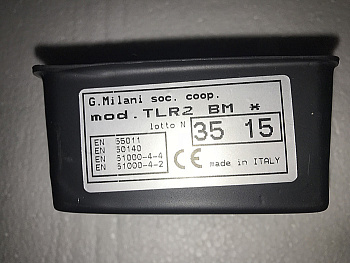 G.Milani soc. coop.
mod. TLR2 BM *
lotto N 35 15
EN 55011
EN 50140
EN 61000-4-4
EN 61000-4-2
CE made in ITALY